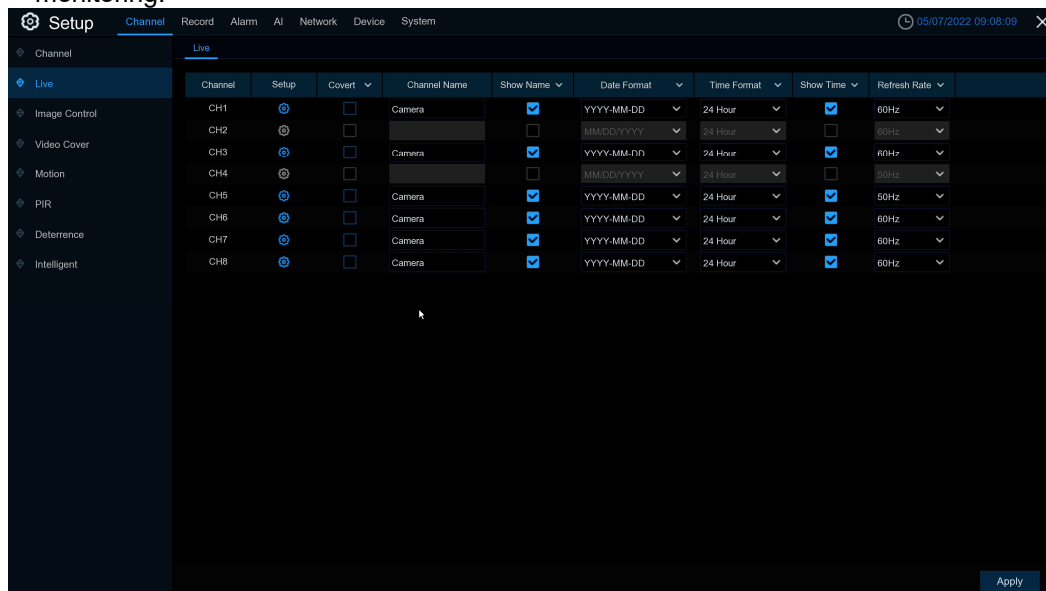 monitoring.
Setup Channel Record Alarm AI Network Device System 05/07/2022 09:08:09
Channel
Live
Live
Image Control
Video Cover
Motion
PIR
Deterrence
Intelligent
Channel Setup Covert Channel Name Show Name Date Format Time Format Show Time Refresh Rate
CH1 Camera YYYY-MM-DD 24 Hour 60Hz
CH2 MM/DD/YYYY 24 Hour 60Hz
CH3 Camera YYYY-MM-DD 24 Hour 60Hz
CH4 MM/DD/YYYY 24 Hour 50Hz
CH5 Camera YYYY-MM-DD 24 Hour 50Hz
CH6 Camera YYYY-MM-DD 24 Hour 60Hz
CH7 Camera YYYY-MM-DD 24 Hour 60Hz
CH8 Camera YYYY-MM-DD 24 Hour 60Hz
Apply